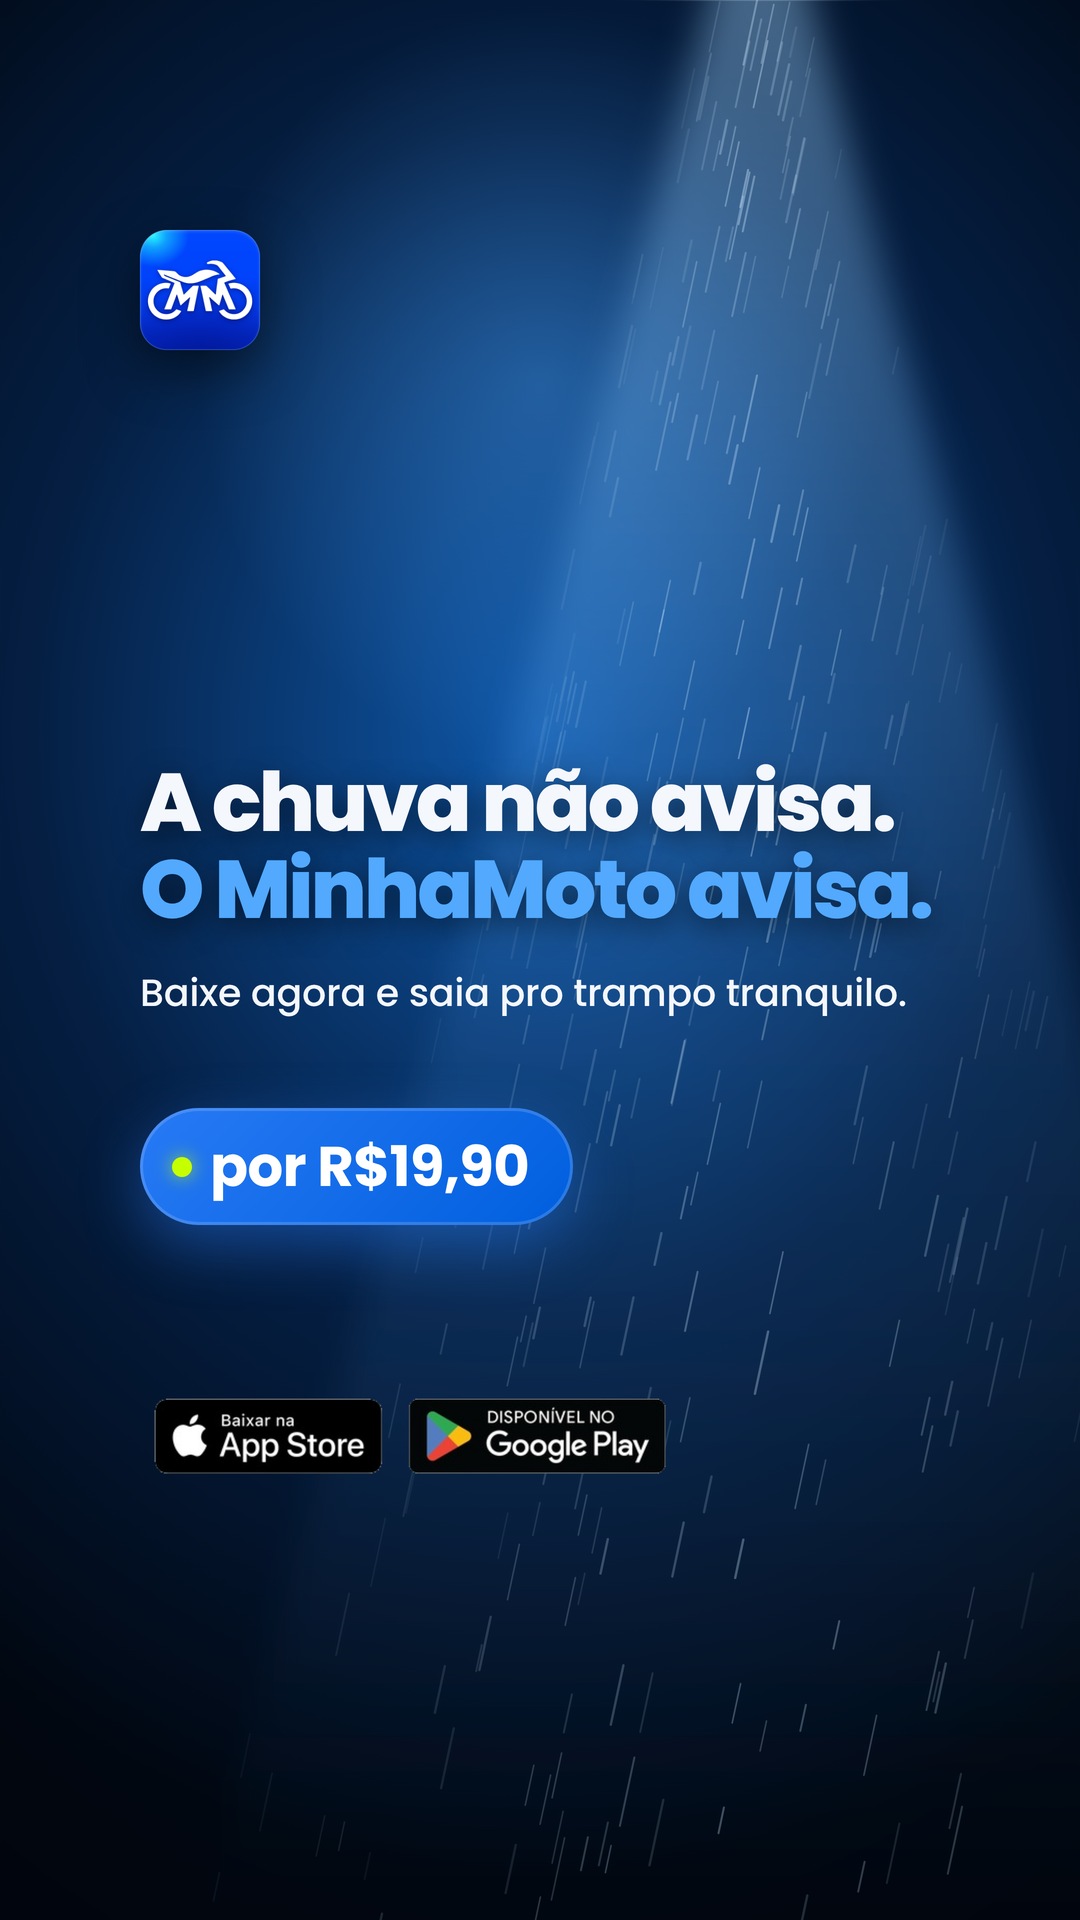 MM
A chuva não avisa.
O MinhaMoto avisa.
Baixe agora e saia pro trampo tranquilo.
por R$19,90
Baixar na
App Store
DISPONÍVEL NO
Google Play